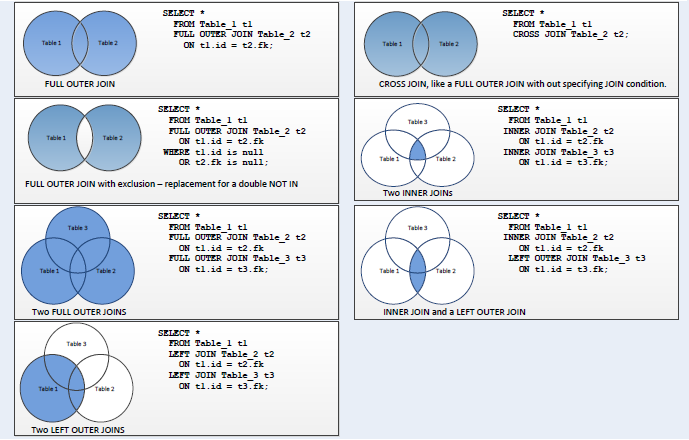 Table 1
Table 2
SELECT *
FROM Table_1 t1
FULL OUTER JOIN Table_2 t2
ON t1.id = t2.fk;
FULL OUTER JOIN
Table 1
Table 2
SELECT *
FROM Table_1 t1
CROSS JOIN Table_2 t2;
CROSS JOIN, like a FULL OUTER JOIN with out specifying JOIN condition.
Table 1
Table 2
SELECT *
FROM Table_1 t1
FULL OUTER JOIN Table_2 t2
ON t1.id = t2.fk
WHERE t1.id is null
OR t2.fk is null;
FULL OUTER JOIN with exclusion – replacement for a double NOT IN
Table 3
Table 1
Table 2
SELECT *
FROM Table_1 t1
INNER JOIN Table_2 t2
ON t1.id = t2.fk
INNER JOIN Table_3 t3
ON t1.id = t3.fk;
Two INNER JOINs
Table 3
Table 1
Table 2
SELECT *
FROM Table_1 t1
FULL OUTER JOIN Table_2 t2
ON t1.id = t2.fk
FULL OUTER JOIN Table_3 t3
ON t1.id = t3.fk;
Two FULL OUTER JOINS
Table 3
Table 1
Table 2
SELECT *
FROM Table_1 t1
INNER JOIN Table_2 t2
ON t1.id = t2.fk
LEFT OUTER JOIN Table_3 t3
ON t1.id = t3.fk;
INNER JOIN and a LEFT OUTER JOIN
Table 3
Table 1
Table 2
SELECT *
FROM Table_1 t1
LEFT JOIN Table_2 t2
ON t1.id = t2.fk
LEFT JOIN Table_3 t3
ON t1.id = t3.fk;
Two LEFT OUTER JOINS